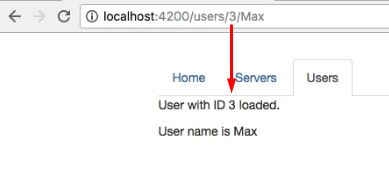 localhost:4200/users/3/Max
Home Servers Users
User with ID 3 loaded.
User name is Max